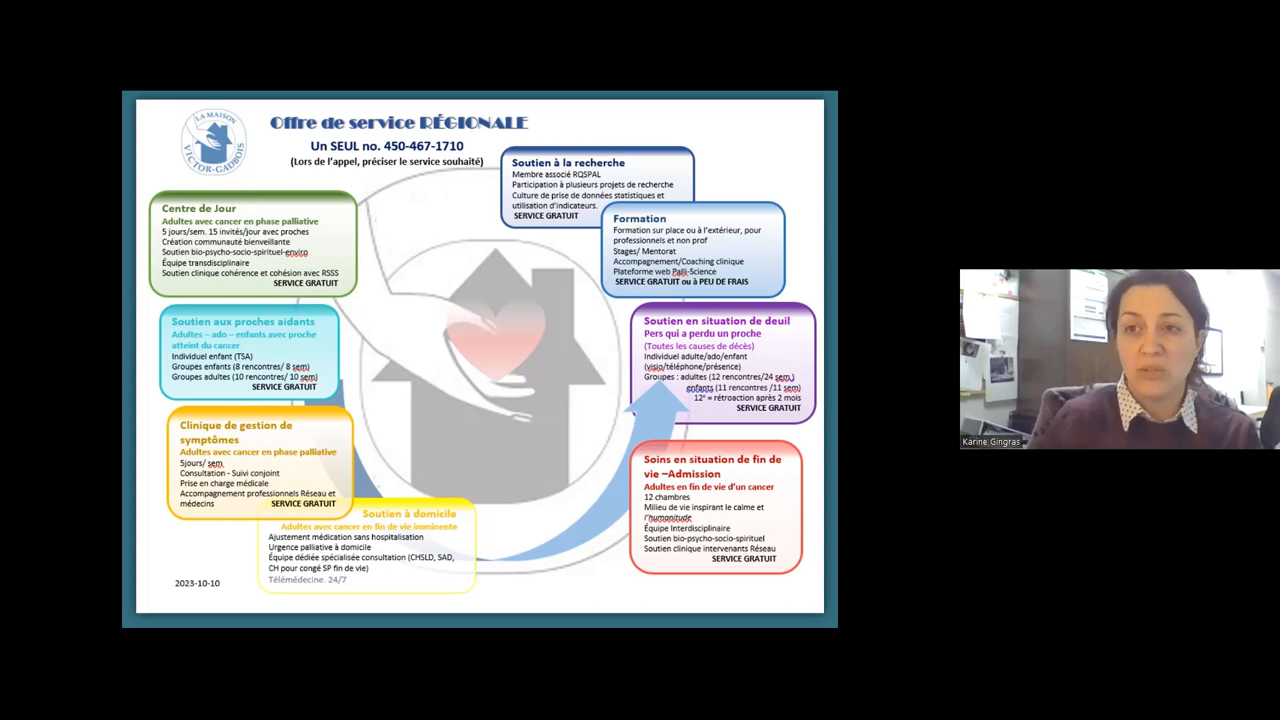 LA MAISON
VICTOR-GADBOIS
Offre de service RÉGIONALE
Un SEUL no. 450-467-1710
(Lors de l'appel, préciser le service souhaité)
Soutien à la recherche
Membre associé RQSPAL
Participation à plusieurs projets de recherche
Culture de prise de données statistiques et
utilisation d'indicateurs.
SERVICE GRATUIT
Formation
Formation sur place ou à l'extérieur, pour
professionnels et non prof
Stages/ Mentorat
Accompagnement/Coaching clinique
Plateforme web Palli-Science
SERVICE GRATUIT ou à PEU DE FRAIS
Centre de Jour
Adultes avec cancer en phase palliative
5 jours/sem. 15 invités/jour avec proches
Création communauté bienveillante
Soutien bio-psycho-socio-spirituel-enviro
Équipe transdisciplinaire
Soutien clinique cohérence et cohésion avec RSSS
SERVICE GRATUIT
Soutien aux proches aidants
Adultes – ado – enfants avec proche
atteint du cancer
Individuel enfant (TSA)
Groupes enfants (8 rencontres/ 8 sem)
Groupes adultes (10 rencontres/ 10 sem)
SERVICE GRATUIT
Soutien en situation de deuil
Pers qui a perdu un proche
(Toutes les causes de décès)
Individuel adulte/ado/enfant
(visio/téléphone/présence)
Groupes : adultes (12 rencontres/24 sem.)
enfants (11 rencontres /11 sem)
12e = rétroaction après 2 mois
SERVICE GRATUIT
Clinique de gestion de
symptômes
Adultes avec cancer en phase palliative
5jours/ sem
Consultation - Suivi conjoint
Prise en charge médicale
Accompagnement professionnels Réseau et
médecins SERVICE GRATUIT
Soutien à domicile
Adultes avec cancer en fin de vie imminente
Ajustement médication sans hospitalisation
Urgence palliative à domicile
Équipe dédiée spécialisée consultation (CHSLD, SAD,
CH pour congé SP fin de vie)
Télémédecine. 24/7
Soins en situation de fin de
vie –Admission
Adultes en fin de vie d'un cancer
12 chambres
Milieu de vie inspirant le calme et
l'humanitude
Équipe Interdisciplinaire
Soutien bio-psycho-socio-spirituel
Soutien clinique intervenants Réseau
SERVICE GRATUIT
2023-10-10
Karine Gingras